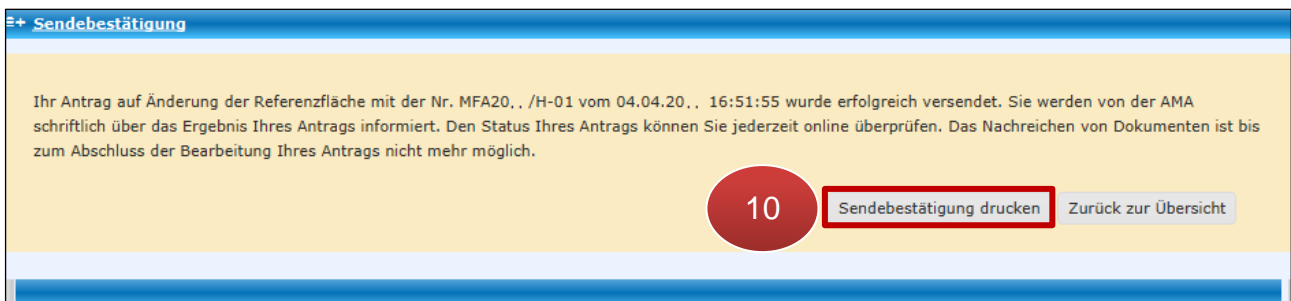 Sendebestätigung
Ihr Antrag auf Änderung der Referenzfläche mit der Nr. MFA20.. /H-01 vom 04.04.20.. 16:51:55 wurde erfolgreich versendet. Sie werden von der AMA
schriftlich über das Ergebnis Ihres Antrags informiert. Den Status Ihres Antrags können Sie jederzeit online überprüfen. Das Nachreichen von Dokumenten ist bis
zum Abschluss der Bearbeitung Ihres Antrags nicht mehr möglich.
10 Sendebestätigung drucken Zurück zur Übersicht